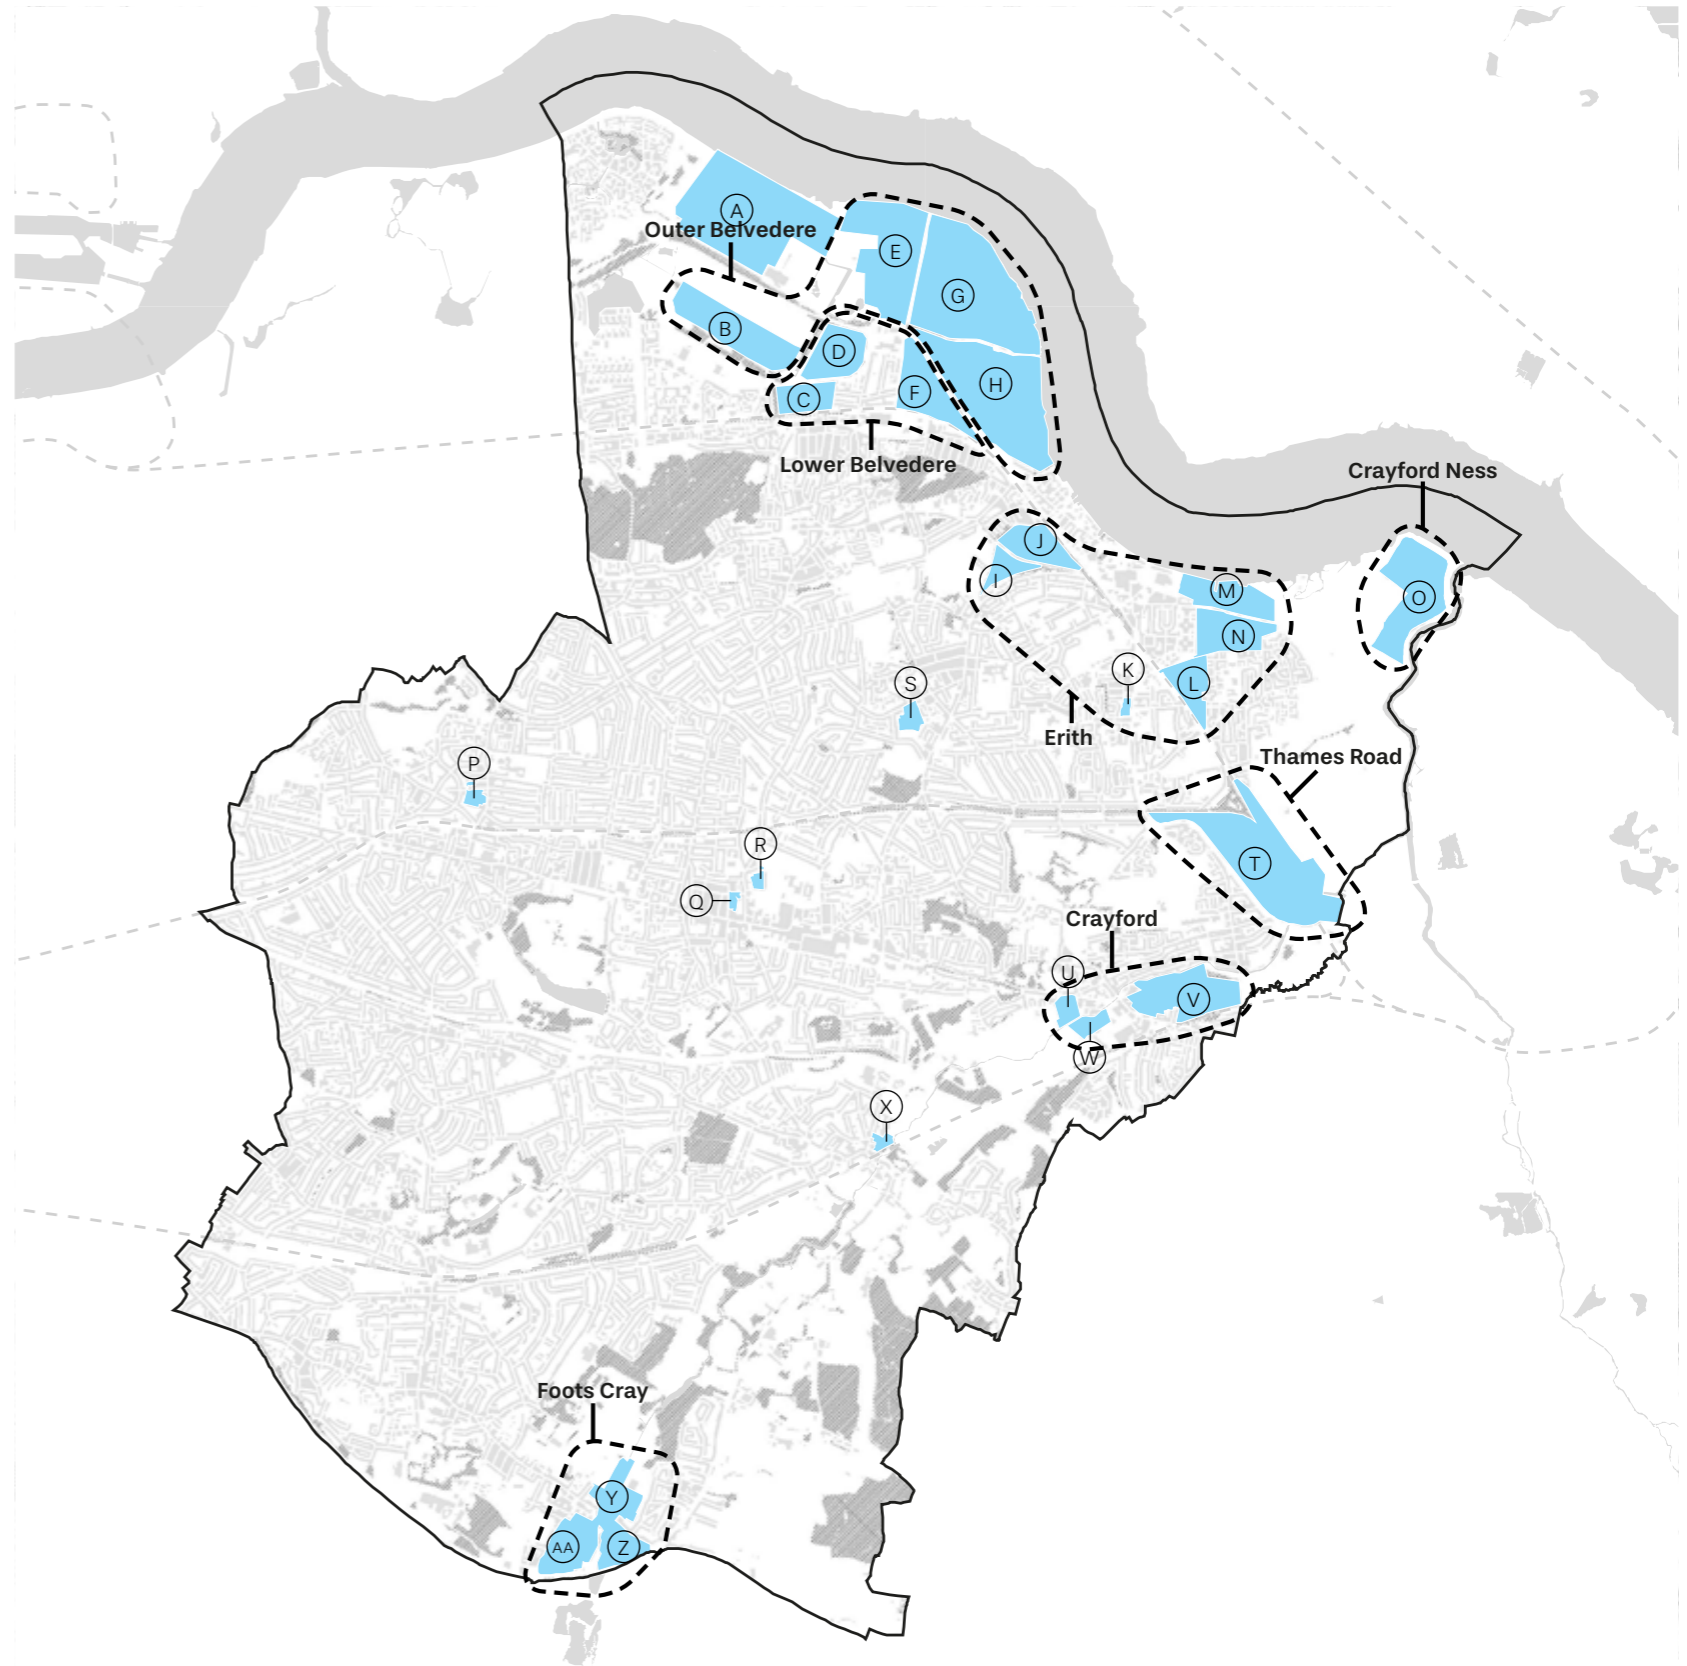 A
Outer Belvedere
E
G
B
D
H
F
C
Lower Belvedere
Crayford Ness
J
I
M
O
N
K
S
L
Erith
Thames Road
P
R
T
Q
Crayford
U
V
W
X
Foots Cray
Y
AA
Z